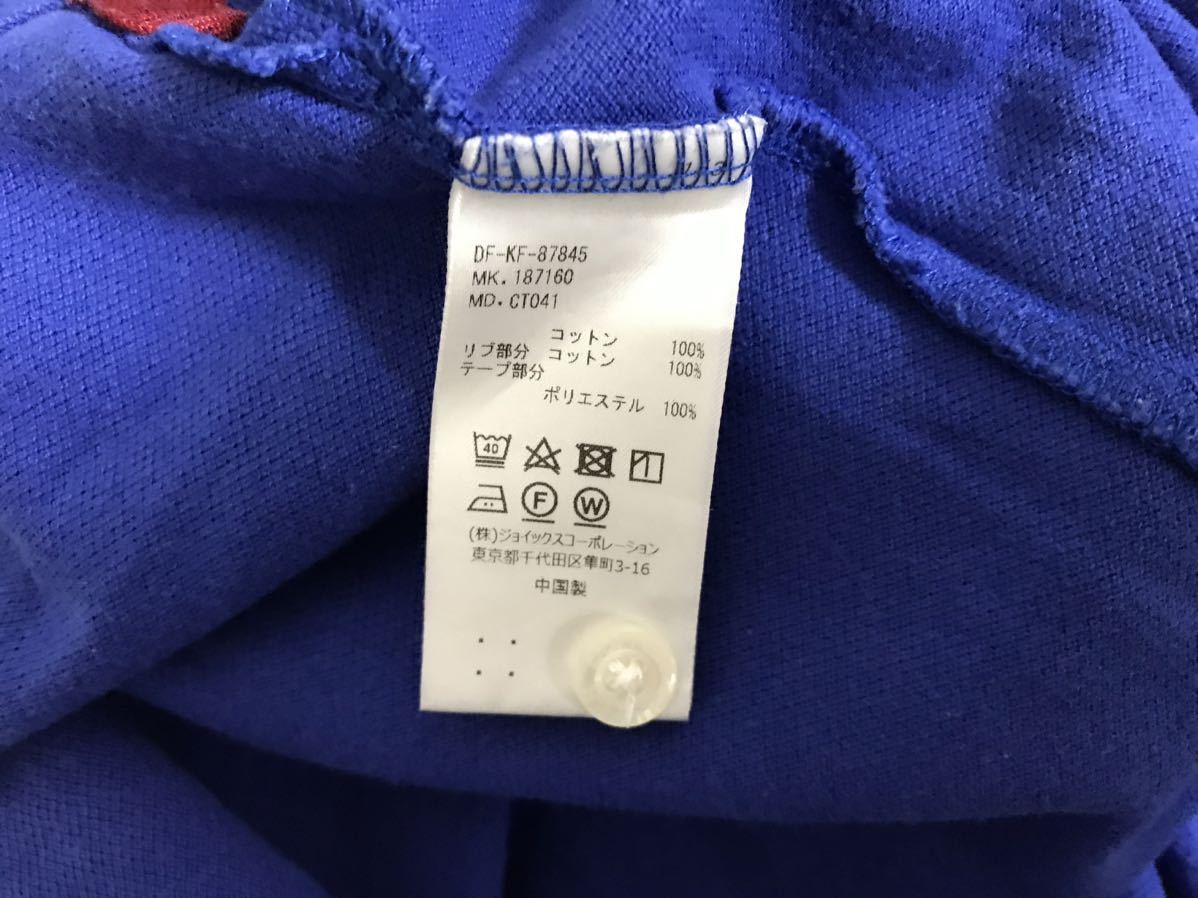 DF-KF-87845
MK. 187160
MD. CT041
コットン 100%
リブ部分 コットン 100%
テープ部分
ポリエステル 100%
40
F W
(株)ジョイックスコーポレーション
東京都千代田区隼町3-16
中国製